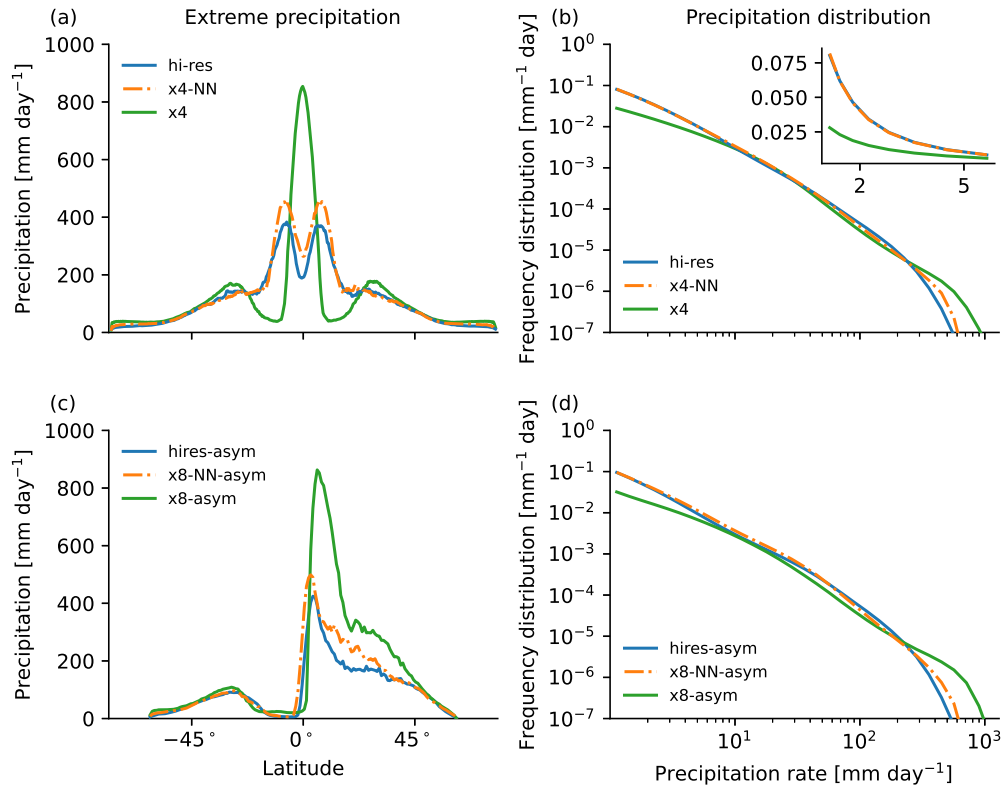 (a)
Extreme precipitation
Precipitation [mm day⁻¹]
1000
800
600
400
200
0
hi-res
x4-NN
x4
(b)
Precipitation distribution
Frequency distribution [mm⁻¹ day]
10⁰
10⁻¹
10⁻²
10⁻³
10⁻⁴
10⁻⁵
10⁻⁶
10⁻⁷
0.075
0.050
0.025
2 5
hi-res
x4-NN
x4
(c)
Precipitation [mm day⁻¹]
1000
800
600
400
200
0
hires-asym
x8-NN-asym
x8-asym
−45° 0° 45°
Latitude
(d)
Frequency distribution [mm⁻¹ day]
10⁰
10⁻¹
10⁻²
10⁻³
10⁻⁴
10⁻⁵
10⁻⁶
10⁻⁷
hires-asym
x8-NN-asym
x8-asym
10¹ 10² 10³
Precipitation rate [mm day⁻¹]